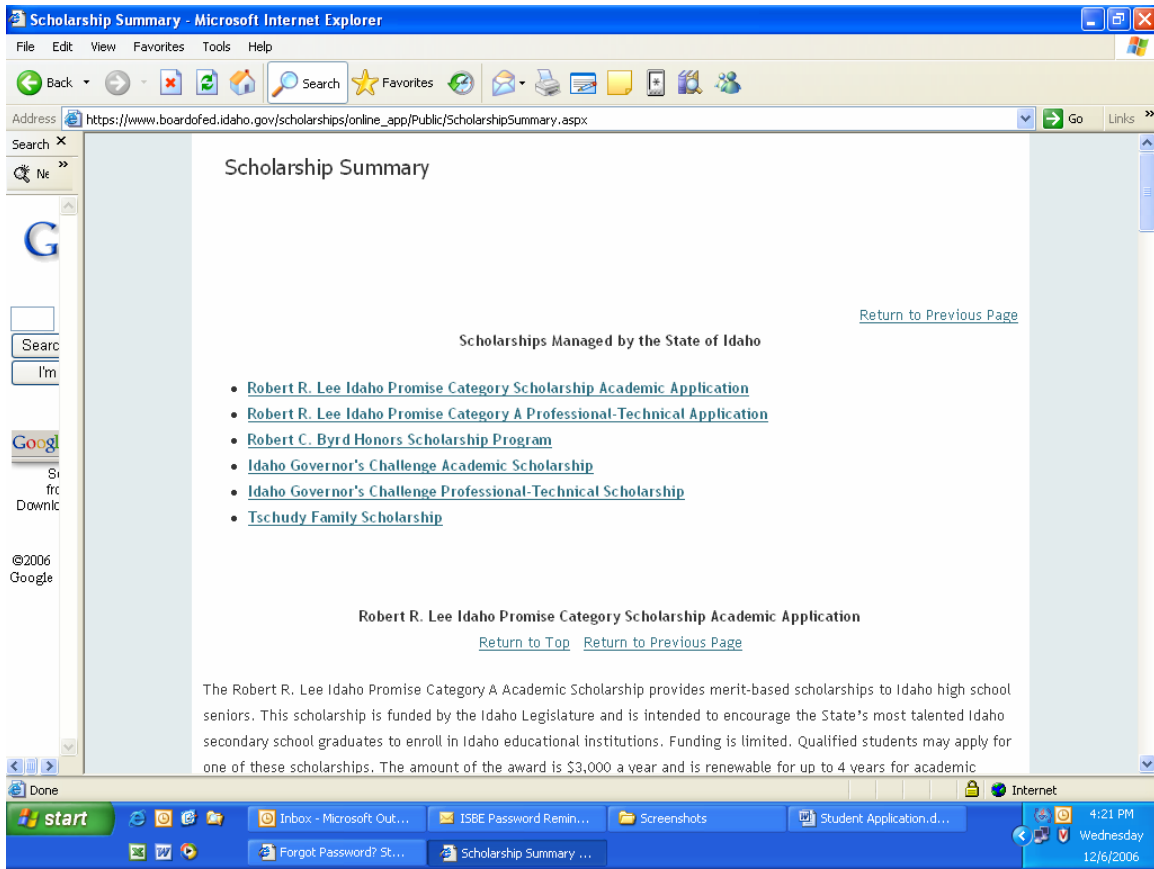 Scholarship Summary - Microsoft Internet Explorer
File Edit View Favorites Tools Help
Back Search Favorites
Address https://www.boardofed.idaho.gov/scholarships/online_app/Public/ScholarshipSummary.aspx Go Links »
Search ×
Ne »
G
Searc
I'm
Googl
Se
fro
Downlo
©2006
Google
Scholarship Summary
Return to Previous Page
Scholarships Managed by the State of Idaho
• Robert R. Lee Idaho Promise Category Scholarship Academic Application
• Robert R. Lee Idaho Promise Category A Professional-Technical Application
• Robert C. Byrd Honors Scholarship Program
• Idaho Governor's Challenge Academic Scholarship
• Idaho Governor's Challenge Professional-Technical Scholarship
• Tschudy Family Scholarship
Robert R. Lee Idaho Promise Category Scholarship Academic Application
Return to Top Return to Previous Page
The Robert R. Lee Idaho Promise Category A Academic Scholarship provides merit-based scholarships to Idaho high school
seniors. This scholarship is funded by the Idaho Legislature and is intended to encourage the State's most talented Idaho
secondary school graduates to enroll in Idaho educational institutions. Funding is limited. Qualified students may apply for
one of these scholarships. The amount of the award is $3,000 a year and is renewable for up to 4 years for academic
Done Internet
start Inbox - Microsoft Out... ISBE Password Remin... Screenshots Student Application.d... 4:21 PM
Wednesday
Forgot Password? St... Scholarship Summary ... 12/6/2006